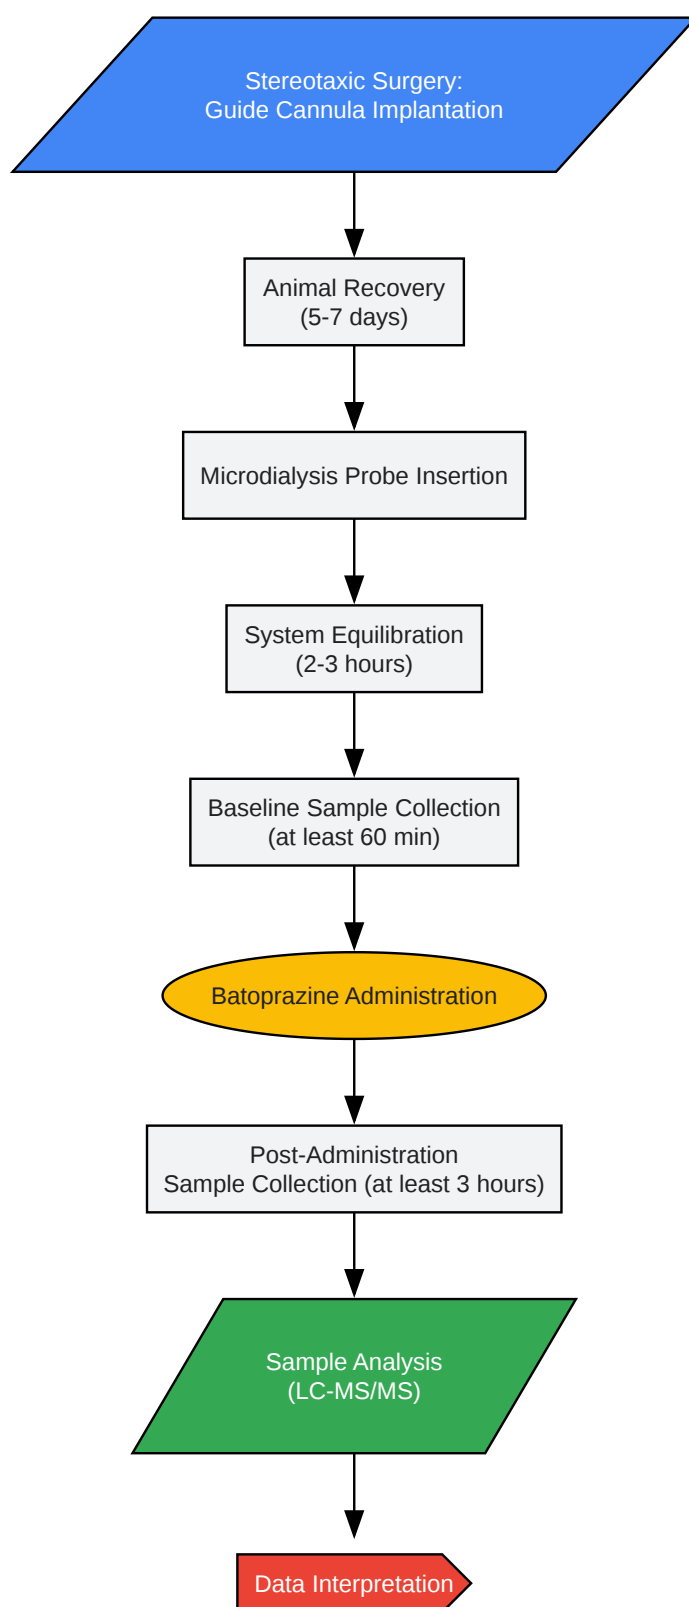 Stereotaxic Surgery:
Guide Cannula Implantation
Animal Recovery
(5-7 days)
Microdialysis Probe Insertion
System Equilibration
(2-3 hours)
Baseline Sample Collection
(at least 60 min)
Batoprazine Administration
Post-Administration
Sample Collection (at least 3 hours)
Sample Analysis
(LC-MS/MS)
Data Interpretation